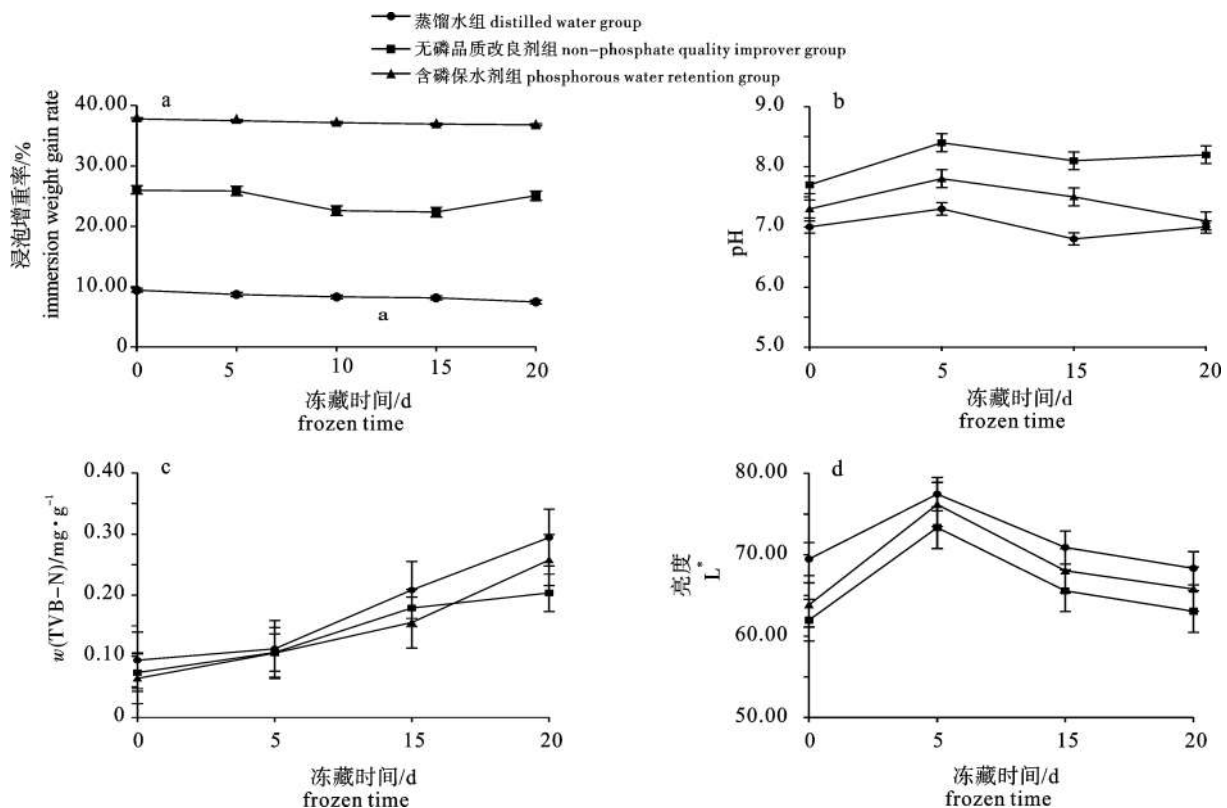 蒸馏水组 distilled water group
无磷品质改良剂组 non-phosphate quality improver group
含磷保水剂组 phosphorous water retention group
a
浸泡增重率/%
immersion weight gain rate
40.00
30.00
20.00
10.00
0
a
0 5 10 15 20
冻藏时间/d
frozen time
b
pH
9.0
8.0
7.0
6.0
5.0
0 5 15 20
冻藏时间/d
frozen time
c
w(TVB-N)/mg·g⁻¹
0.40
0.30
0.20
0.10
0
0 5 15 20
冻藏时间/d
frozen time
d
亮度
L*
80.00
70.00
60.00
50.00
0 5 15 20
冻藏时间/d
frozen time